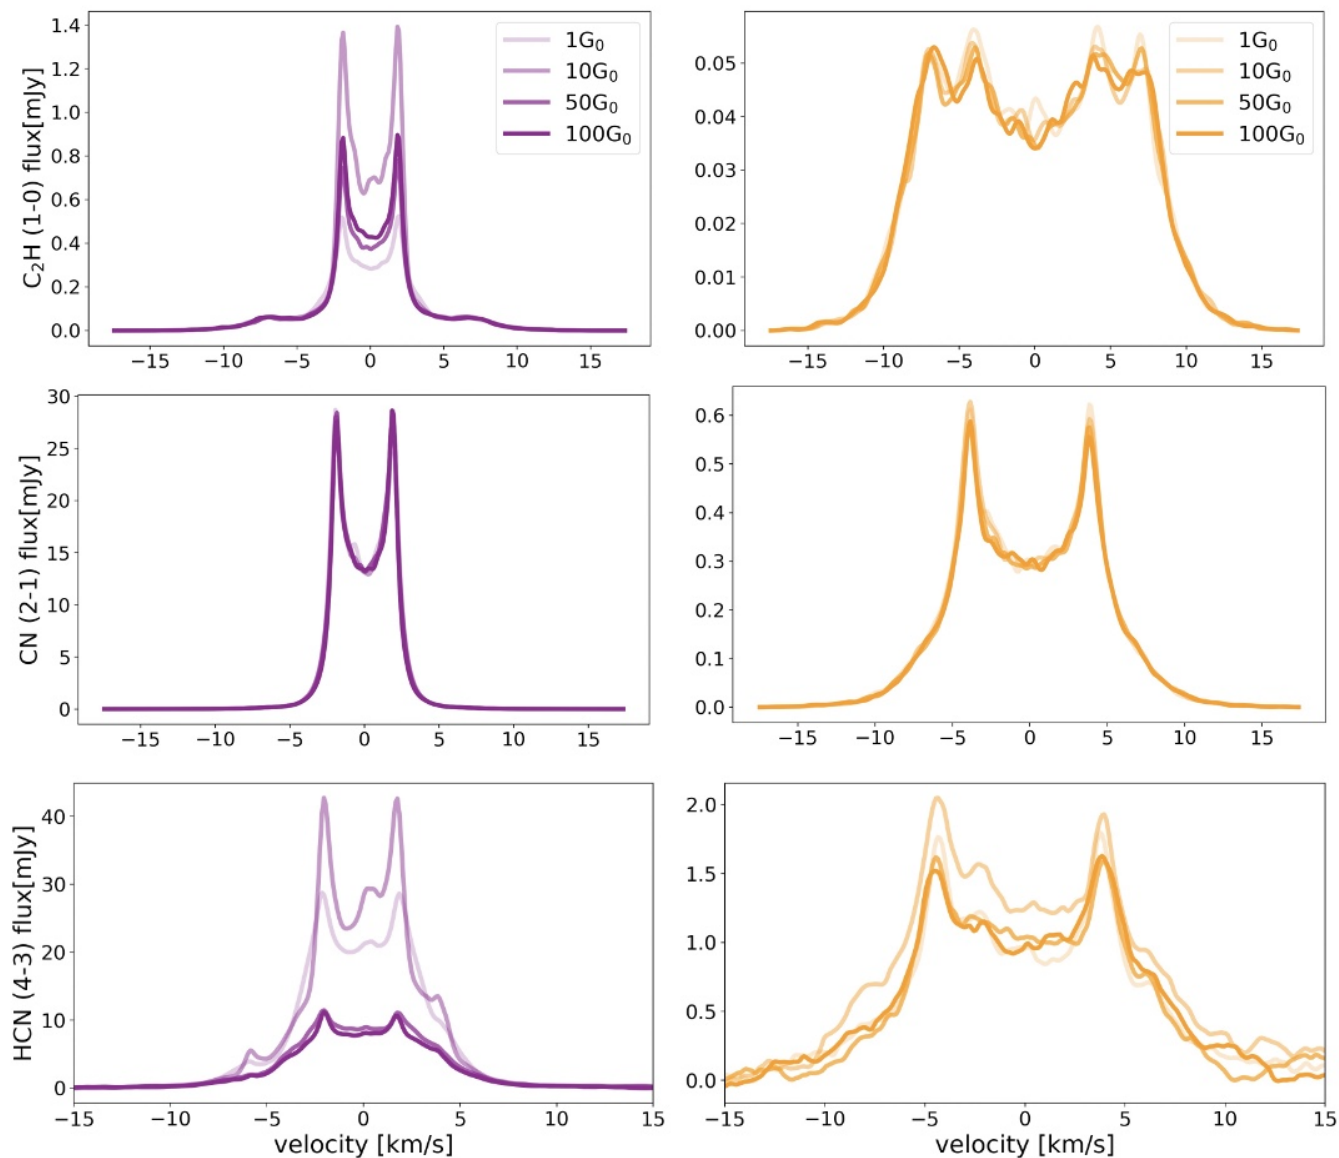 C₂H (1-0) flux[mJy]
1.4
1.2
1.0
0.8
0.6
0.4
0.2
0.0
1G₀
10G₀
50G₀
100G₀
−15 −10 −5 0 5 10 15
0.05
0.04
0.03
0.02
0.01
0.00
1G₀
10G₀
50G₀
100G₀
−15 −10 −5 0 5 10 15
CN (2-1) flux[mJy]
30
25
20
15
10
5
0
−15 −10 −5 0 5 10 15
0.6
0.5
0.4
0.3
0.2
0.1
0.0
−15 −10 −5 0 5 10 15
HCN (4-3) flux[mJy]
40
30
20
10
0
−15 −10 −5 0 5 10 15
velocity [km/s]
2.0
1.5
1.0
0.5
0.0
−15 −10 −5 0 5 10 15
velocity [km/s]